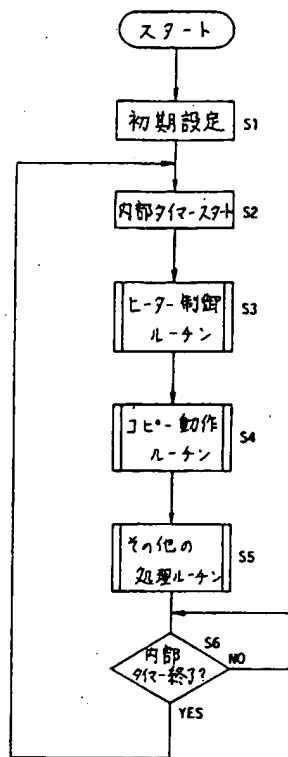 スタート
初期設定 S1
内部タイマースタート S2
ヒーター制御
ルーチン S3
コピー動作
ルーチン S4
その他の
処理ルーチン S5
S6
内部
タイマー終了?
NO
YES